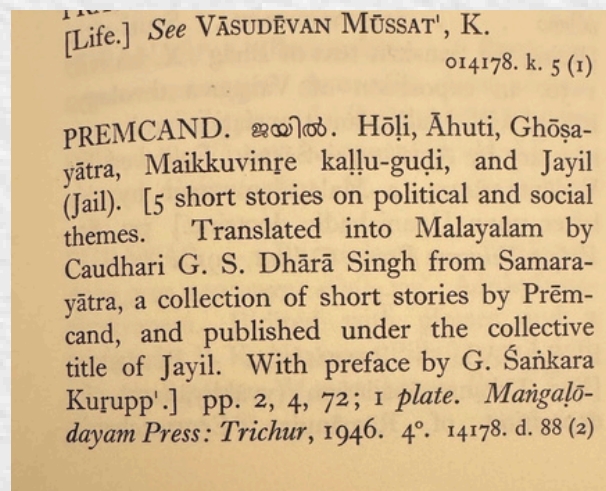 [Life.] See VĀSUDĒVAN MŪSSAT', K.
014178. k. 5 (1)
PREMCAND. ജയിൽ. Hōḷi, Āhuti, Ghōṣa-
yātra, Maikkuvinṟe kaḷḷu-guḍi, and Jayil
(Jail). [5 short stories on political and social
themes. Translated into Malayalam by
Caudhari G. S. Dhārā Singh from Samara-
yātra, a collection of short stories by Prēm-
cand, and published under the collective
title of Jayil. With preface by G. Śaṅkara
Kuṟupp'.] pp. 2, 4, 72; 1 plate. Maṅgaḷō-
dayam Press: Trichur, 1946. 4°. 14178. d. 88 (2)